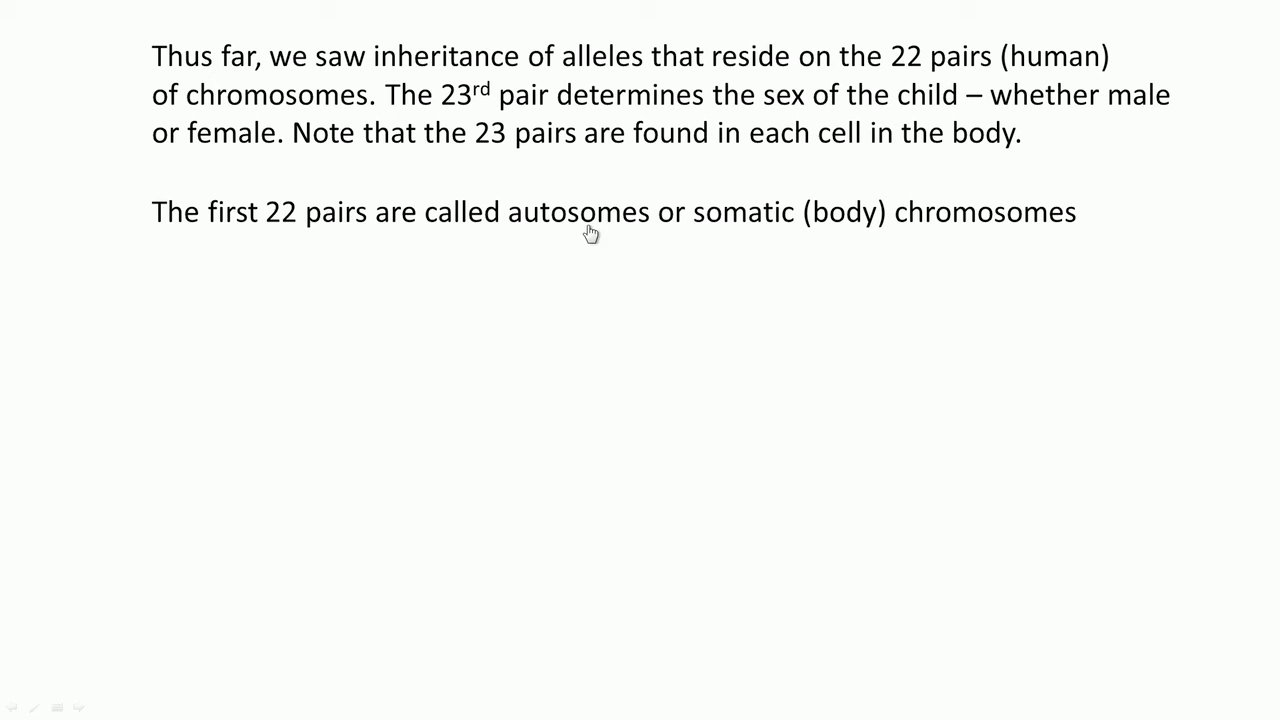 Thus far, we saw inheritance of alleles that reside on the 22 pairs (human)
of chromosomes. The 23rd pair determines the sex of the child – whether male
or female. Note that the 23 pairs are found in each cell in the body.
The first 22 pairs are called autosomes or somatic (body) chromosomes